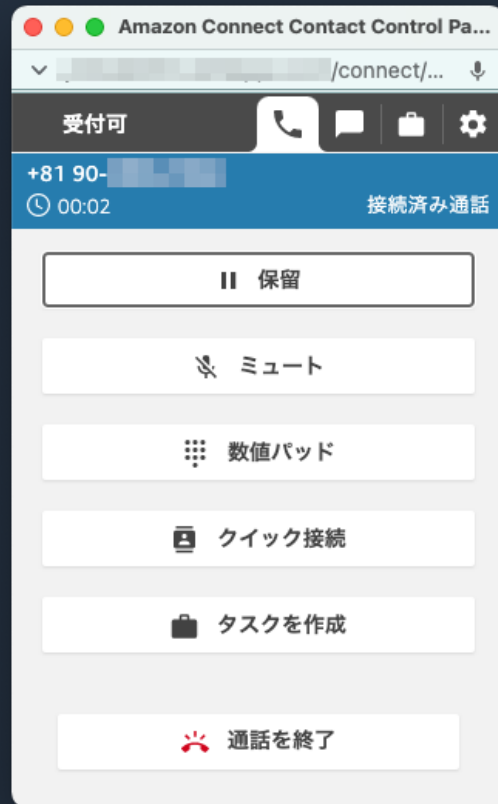 Amazon Connect Contact Control Pa...
/connect/...
受付可
+81 90-
00:02
接続済み通話
保留
ミュート
数値パッド
クイック接続
タスクを作成
通話を終了